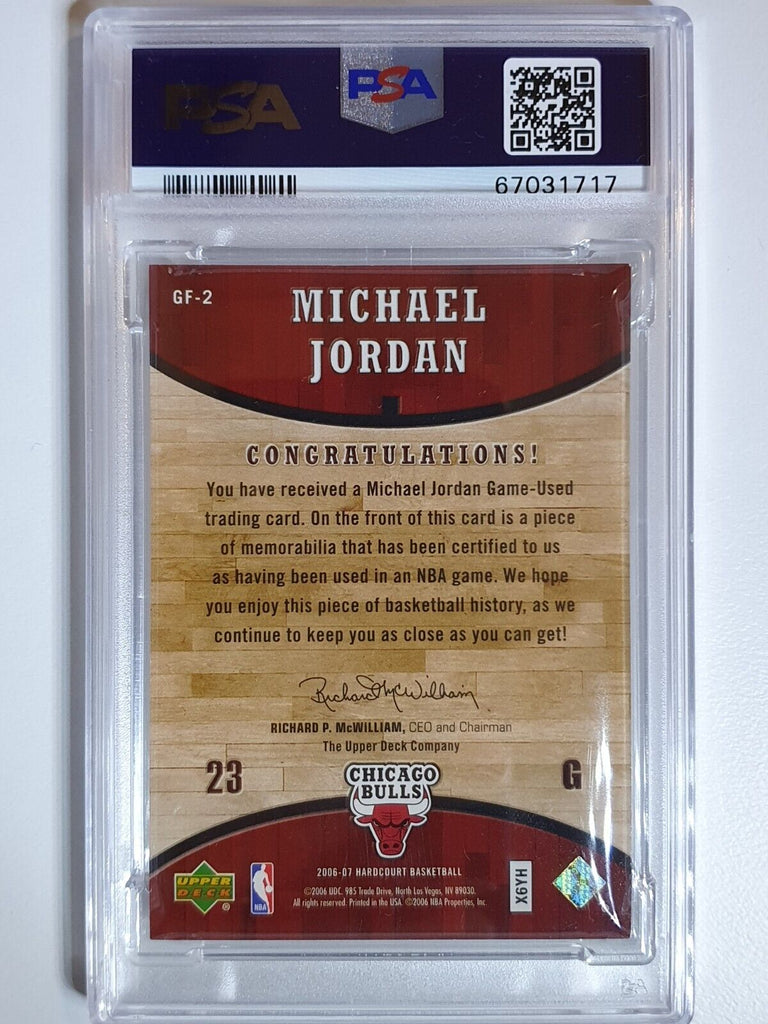 PSA
PSA
67031717
GF-2
MICHAEL
JORDAN
CONGRATULATIONS!
You have received a Michael Jordan Game-Used
trading card. On the front of this card is a piece
of memorabilia that has been certified to us
as having been used in an NBA game. We hope
you enjoy this piece of basketball history, as we
continue to keep you as close as you can get!
Richard P. McWilliam
RICHARD P. McWILLIAM, CEO and Chairman
The Upper Deck Company
23
G
CHICAGO
BULLS
2006-07 HARDCOURT BASKETBALL
UPPER
DECK
®
NBA
©2006 UDC. 985 Trade Drive, North Las Vegas, NV 89030.
All rights reserved. Printed in the USA. ©2006 NBA Properties, Inc.
HA9X
PSA